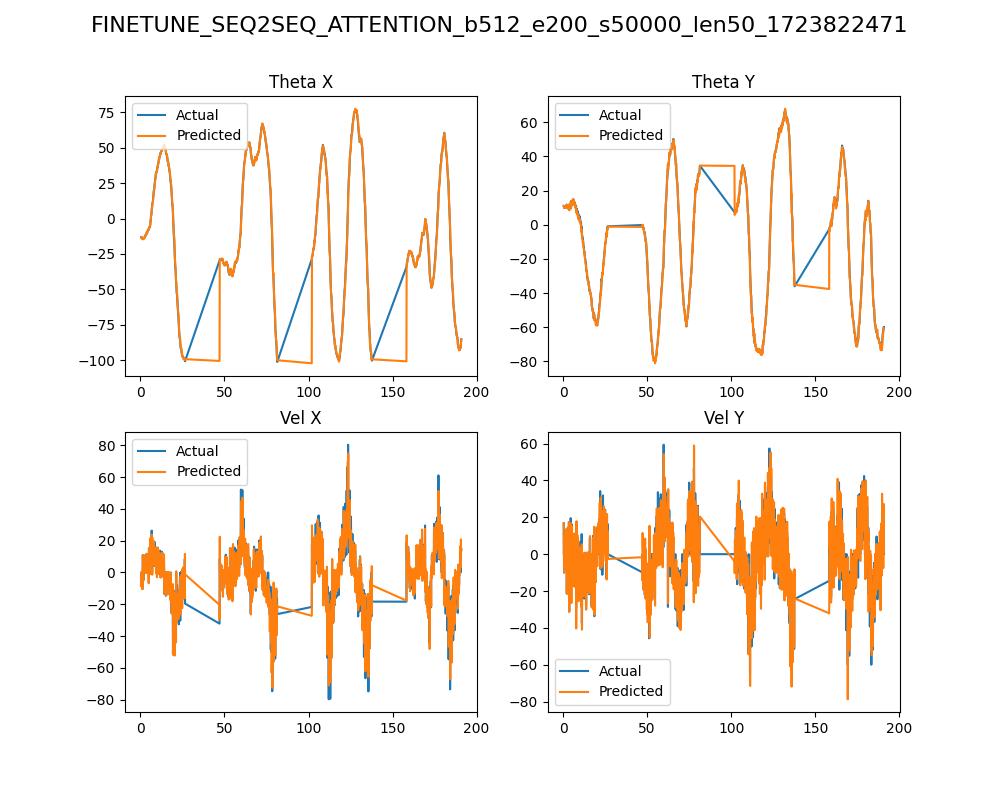 FINETUNE_SEQ2SEQ_ATTENTION_b512_e200_s50000_len50_1723822471
Theta X
Actual
Predicted
75
50
25
0
−25
−50
−75
−100
0 50 100 150 200
Theta Y
Actual
Predicted
60
40
20
0
−20
−40
−60
−80
0 50 100 150 200
Vel X
Actual
Predicted
80
60
40
20
0
−20
−40
−60
−80
0 50 100 150 200
Vel Y
Actual
Predicted
60
40
20
0
−20
−40
−60
−80
0 50 100 150 200